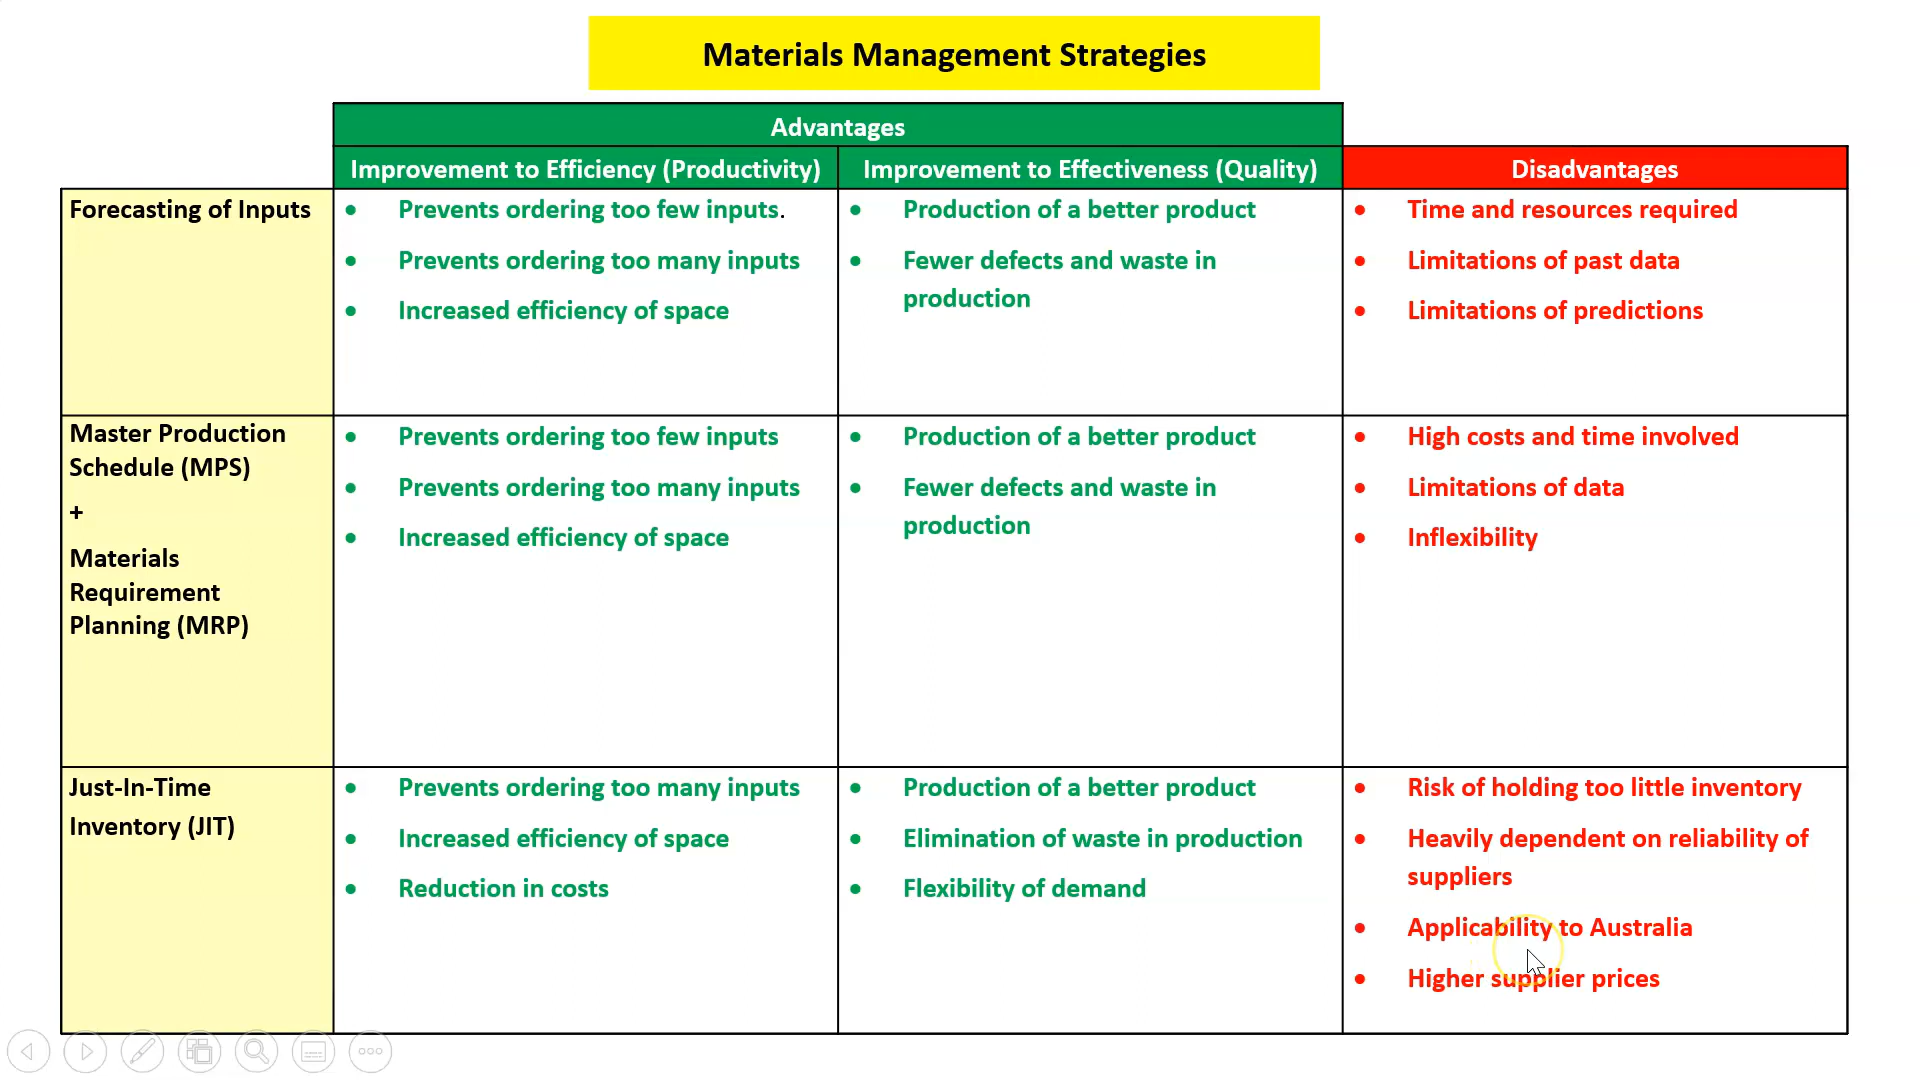 Materials Management Strategies
Advantages
Improvement to Efficiency (Productivity)
Improvement to Effectiveness (Quality)
Disadvantages
Forecasting of Inputs
• Prevents ordering too few inputs.
• Prevents ordering too many inputs
• Increased efficiency of space
• Production of a better product
• Fewer defects and waste in
production
• Time and resources required
• Limitations of past data
• Limitations of predictions
Master Production
Schedule (MPS)
+
Materials
Requirement
Planning (MRP)
• Prevents ordering too few inputs
• Prevents ordering too many inputs
• Increased efficiency of space
• Production of a better product
• Fewer defects and waste in
production
• High costs and time involved
• Limitations of data
• Inflexibility
Just-In-Time
Inventory (JIT)
• Prevents ordering too many inputs
• Increased efficiency of space
• Reduction in costs
• Production of a better product
• Elimination of waste in production
• Flexibility of demand
• Risk of holding too little inventory
• Heavily dependent on reliability of
suppliers
• Applicability to Australia
• Higher supplier prices